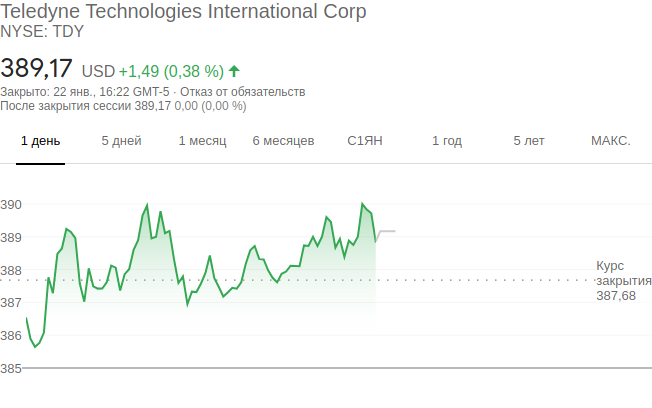 Teledyne Technologies International Corp
NYSE: TDY
389,17 USD +1,49 (0,38 %)
Закрыто: 22 янв., 16:22 GMT-5 · Отказ от обязательств
После закрытия сессии 389,17 0,00 (0,00 %)
1 день 5 дней 1 месяц 6 месяцев С1ЯН 1 год 5 лет МАКС.
390
389
388
Курс
закрытия
387,68
387
386
385